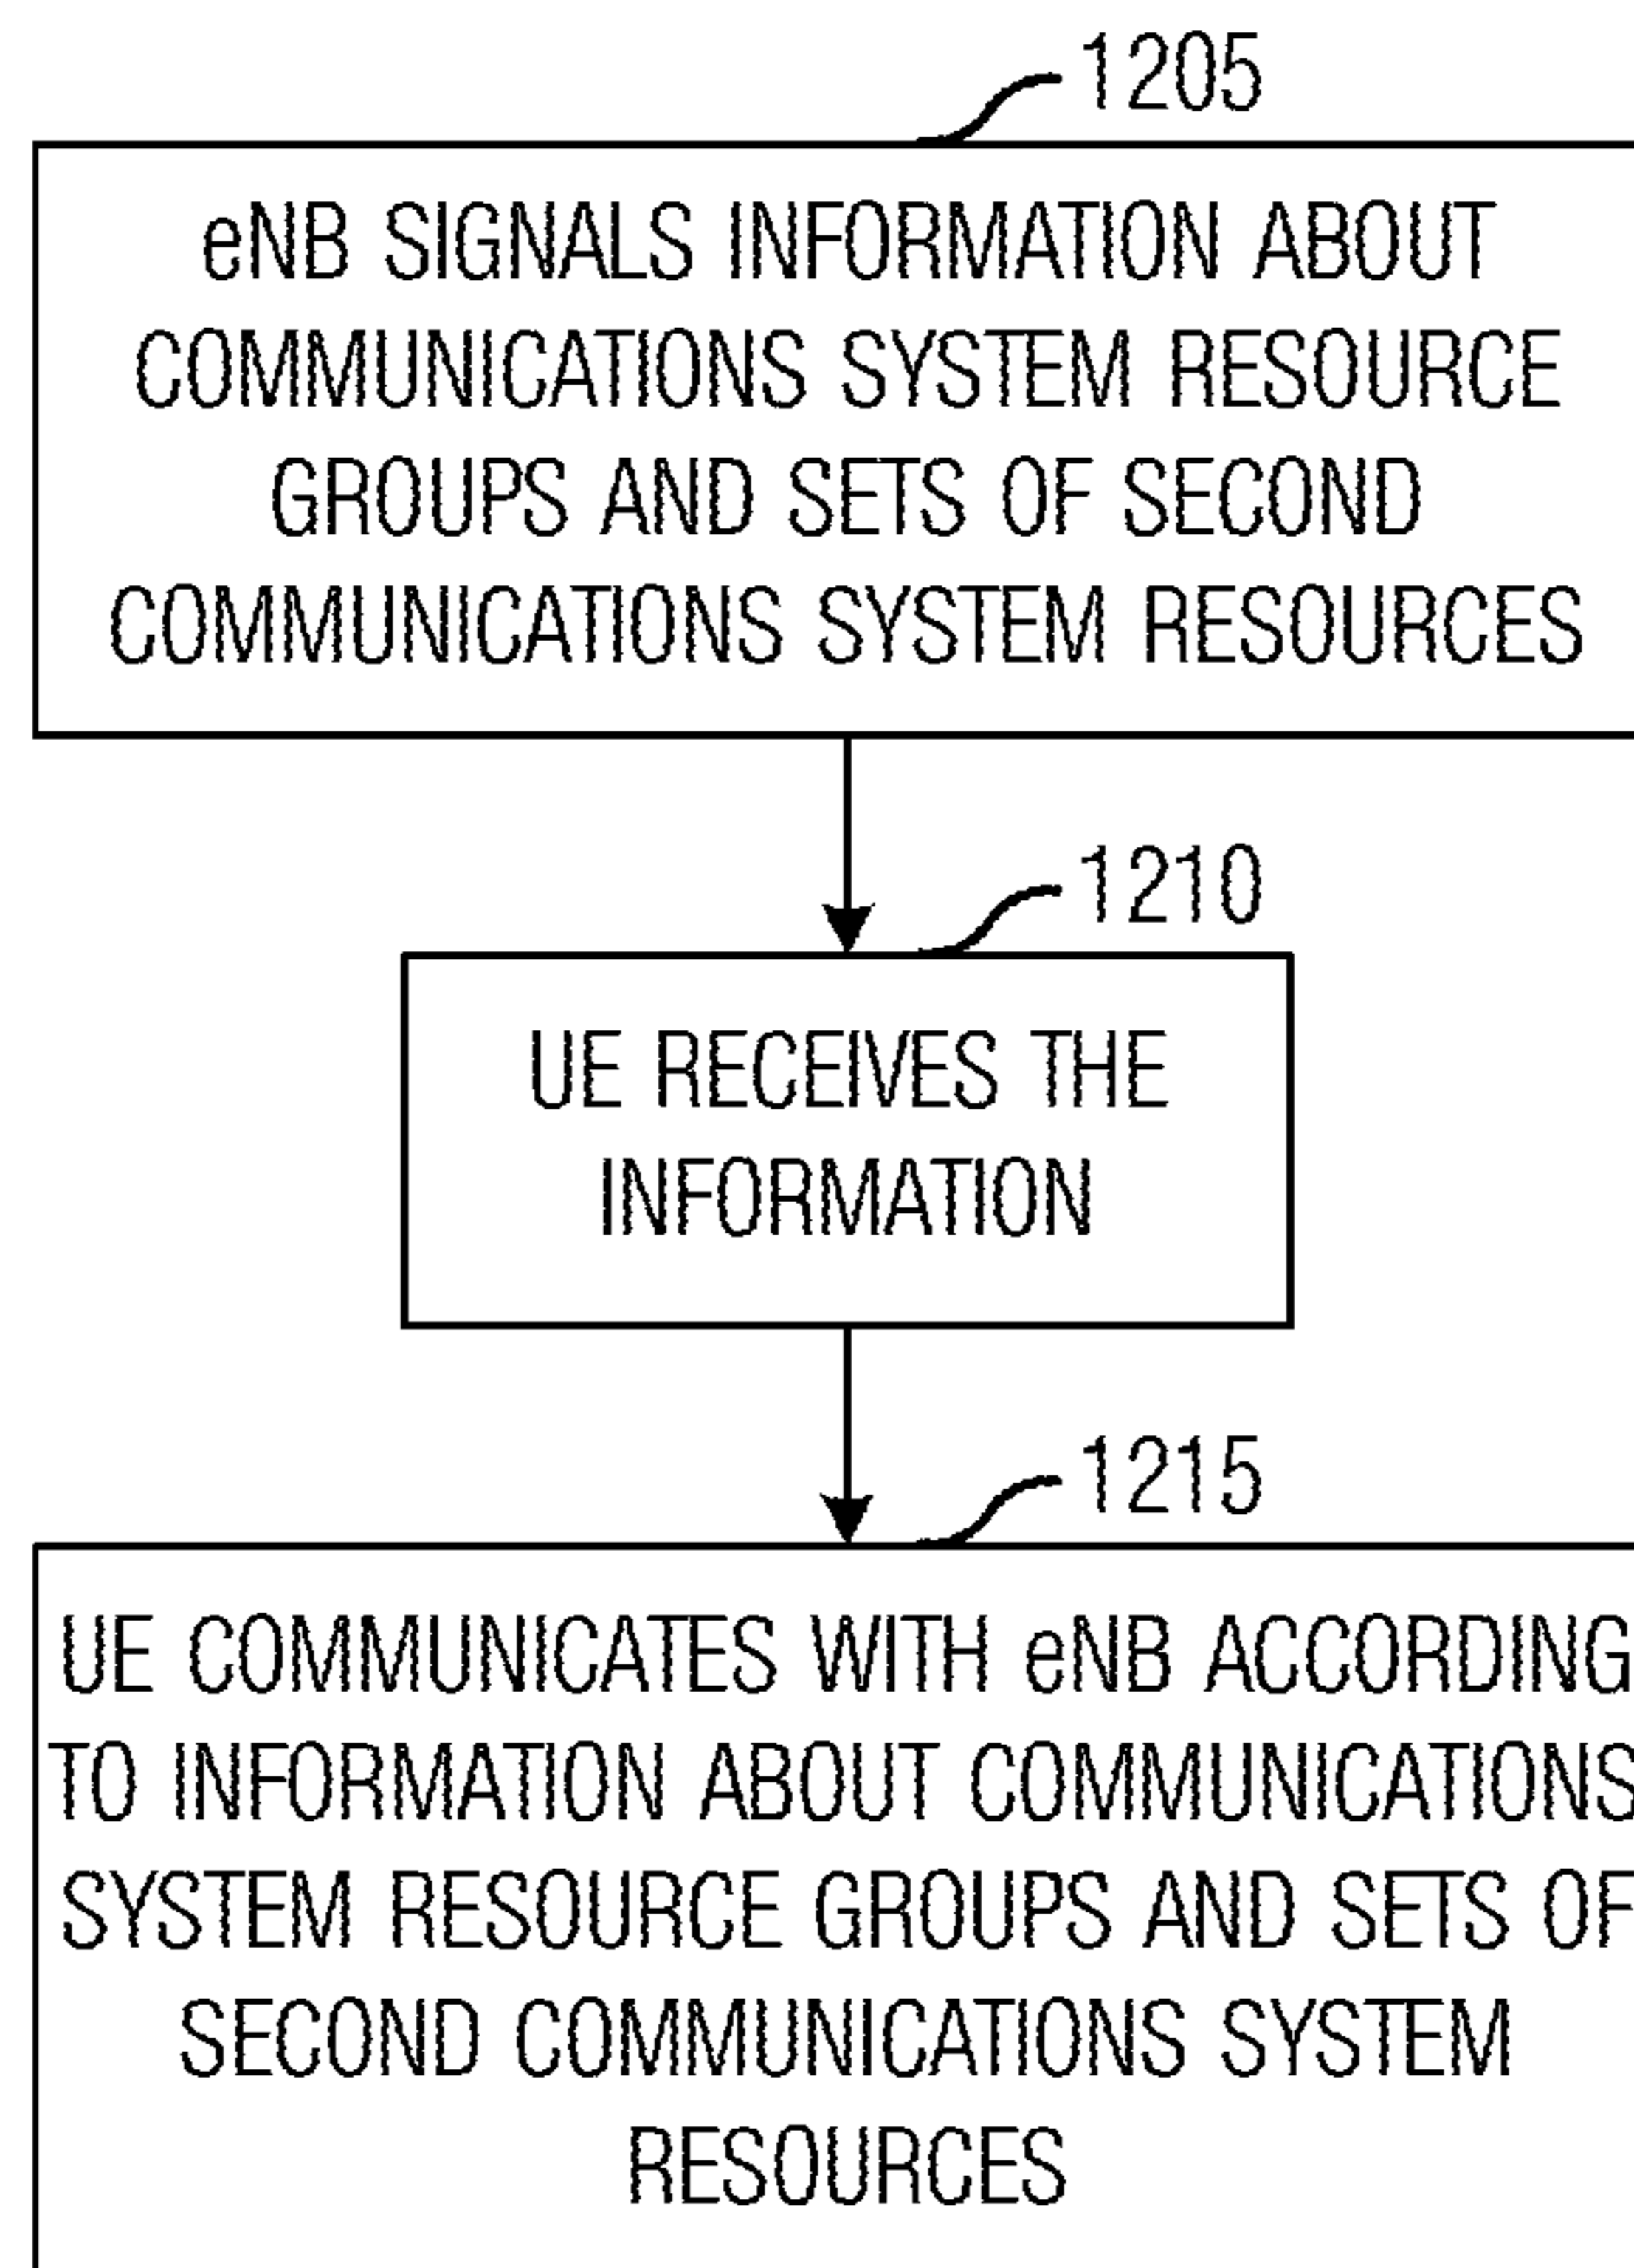 1205
eNB SIGNALS INFORMATION ABOUT
COMMUNICATIONS SYSTEM RESOURCE
GROUPS AND SETS OF SECOND
COMMUNICATIONS SYSTEM RESOURCES
1210
UE RECEIVES THE
INFORMATION
1215
UE COMMUNICATES WITH eNB ACCORDING
TO INFORMATION ABOUT COMMUNICATIONS
SYSTEM RESOURCE GROUPS AND SETS OF
SECOND COMMUNICATIONS SYSTEM
RESOURCES